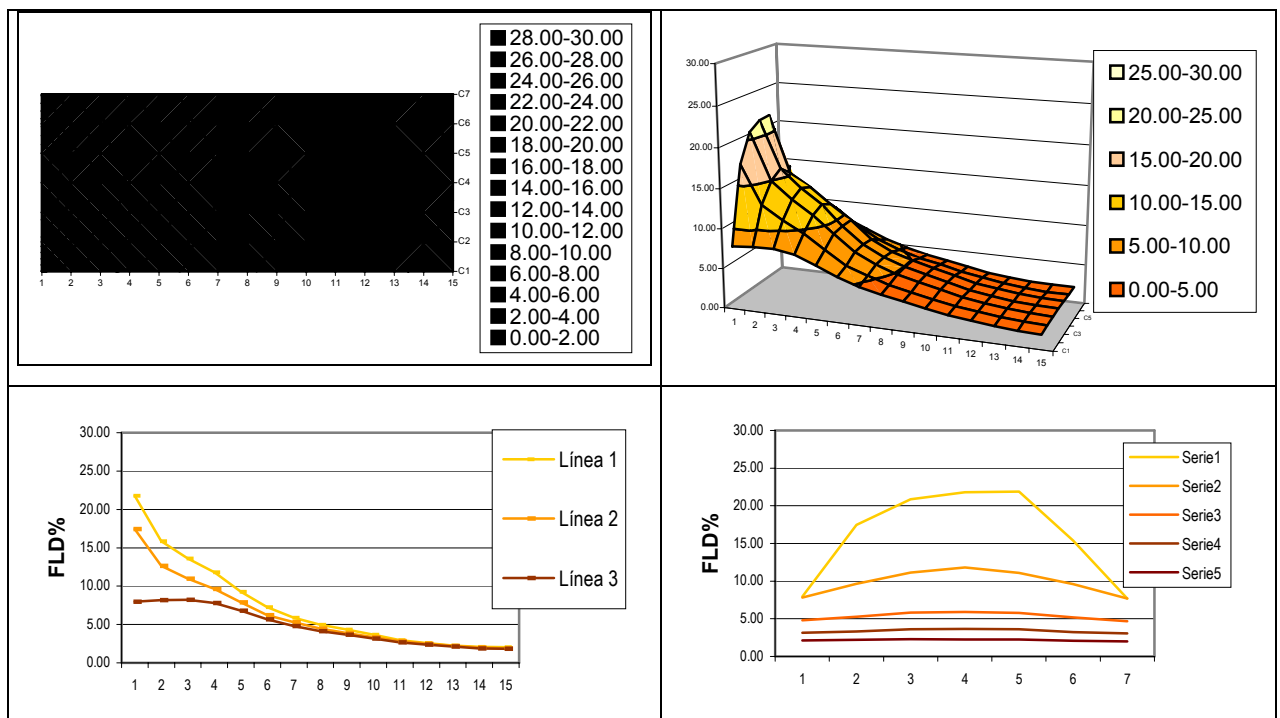 28.00-30.00
26.00-28.00
24.00-26.00
22.00-24.00
20.00-22.00
18.00-20.00
16.00-18.00
14.00-16.00
12.00-14.00
10.00-12.00
8.00-10.00
6.00-8.00
4.00-6.00
2.00-4.00
0.00-2.00
C7
C6
C5
C4
C3
C2
C1
1 2 3 4 5 6 7 8 9 10 11 12 13 14 15
30.00
25.00
20.00
15.00
10.00
5.00
0.00
1 2 3 4 5 6 7 8 9 10 11 12 13 14 15
C1
C3
C5
25.00-30.00
20.00-25.00
15.00-20.00
10.00-15.00
5.00-10.00
0.00-5.00
FLD%
30.00
25.00
20.00
15.00
10.00
5.00
0.00
1 2 3 4 5 6 7 8 9 10 11 12 13 14 15
Línea 1
Línea 2
Línea 3
FLD%
30.00
25.00
20.00
15.00
10.00
5.00
0.00
1 2 3 4 5 6 7
Serie1
Serie2
Serie3
Serie4
Serie5